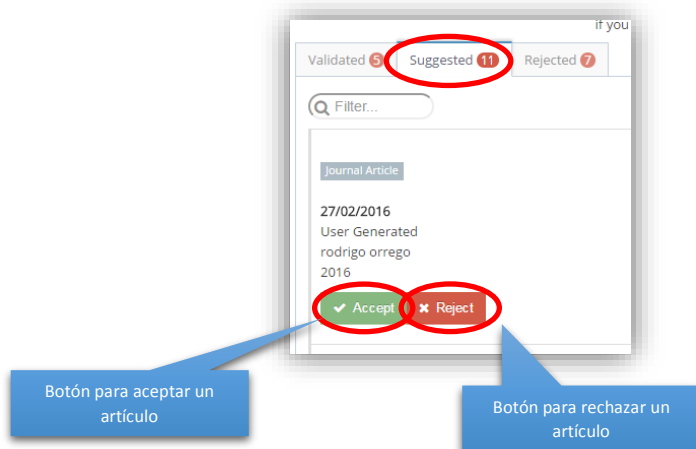 if you
Validated 5 Suggested 11 Rejected 7
Filter...
Journal Article
27/02/2016
User Generated
rodrigo orrego
2016
Accept Reject
Botón para aceptar un
artículo
Botón para rechazar un
artículo